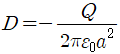 D = − Q / 2πε₀a²